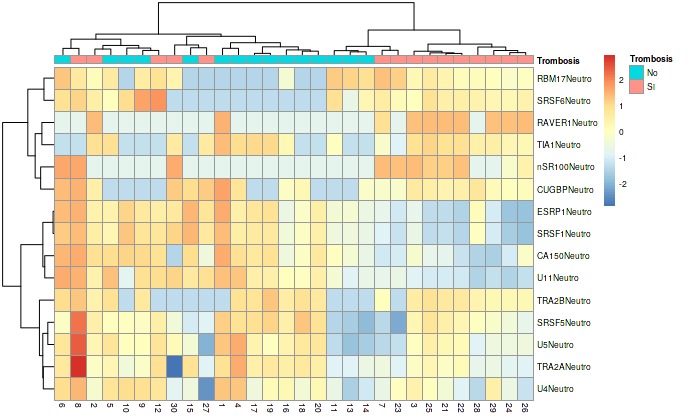 Trombosis
RBM17Neutro
SRSF6Neutro
RAVER1Neutro
TIA1Neutro
nSR100Neutro
CUGBPNeutro
ESRP1Neutro
SRSF1Neutro
CA150Neutro
U11Neutro
TRA2BNeutro
SRSF5Neutro
U5Neutro
TRA2ANeutro
U4Neutro
6 8 2 5 10 9 12 30 15 27 1 4 17 19 16 18 20 11 13 14 7 23 3 25 21 22 28 29 24 26
2
1
0
-1
-2
Trombosis
No
SI